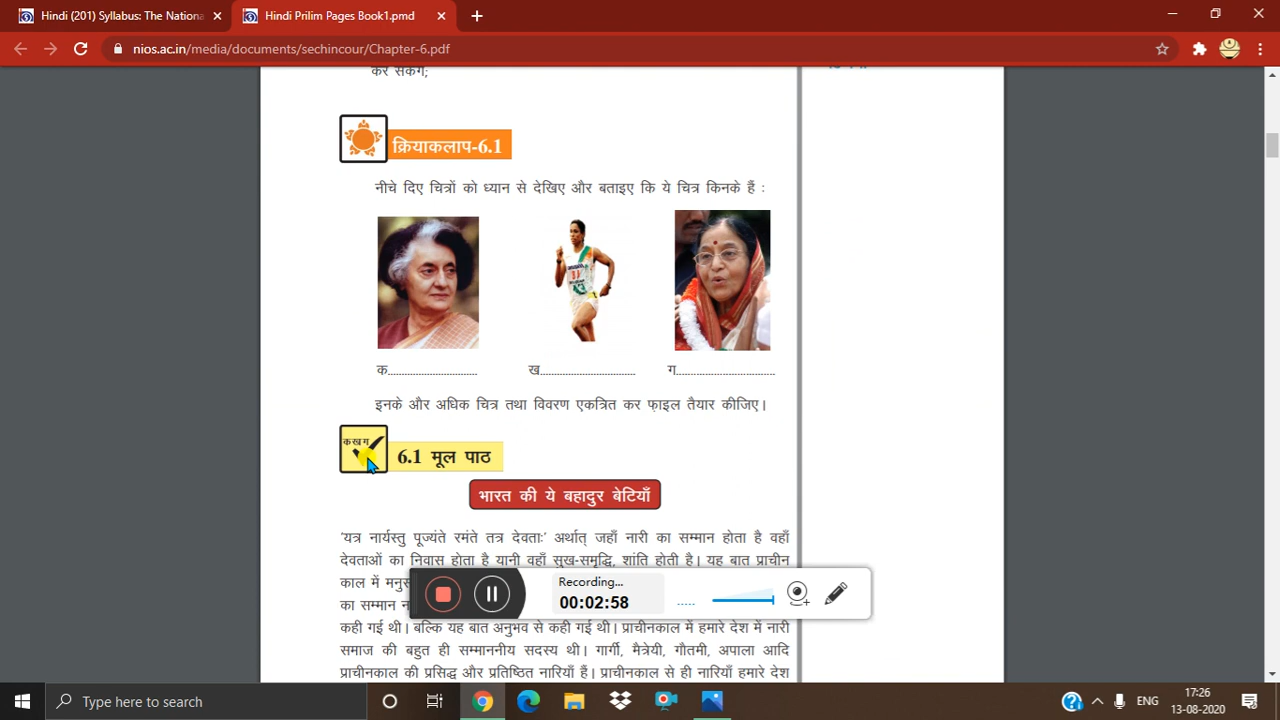 Hindi (201) Syllabus: The Nationa
Hindi Prilim Pages Book1.pmd
nios.ac.in/media/documents/sechincour/Chapter-6.pdf
कर सकेंगे;
क्रियाकलाप-6.1
नीचे दिए चित्रों को ध्यान से देखिए और बताइए कि ये चित्र किनके हैं :
क.............................. ख................................ ग.................................
इनके और अधिक चित्र तथा विवरण एकत्रित कर फ़ाइल तैयार कीजिए।
क ख ग
6.1 मूल पाठ
भारत की ये बहादुर बेटियाँ
'यत्र नार्यस्तु पूज्यंते रमंते तत्र देवताः' अर्थात् जहाँ नारी का सम्मान होता है वहाँ
देवताओं का निवास होता है यानी वहाँ सुख-समृद्धि, शांति होती है। यह बात प्राचीन
काल में मनुस
का सम्मान
कही गई थी। बल्कि यह बात अनुभव से कही गई थी। प्राचीनकाल में हमारे देश में नारी
समाज की बहुत ही सम्माननीय सदस्य थी। गार्गी, मैत्रेयी, गौतमी, अपाला आदि
प्राचीनकाल की प्रसिद्ध और प्रतिष्ठित नारियाँ हैं। प्राचीनकाल से ही नारियाँ हमारे देश
Recording...
00:02:58
Type here to search
ENG
17:26
13-08-2020